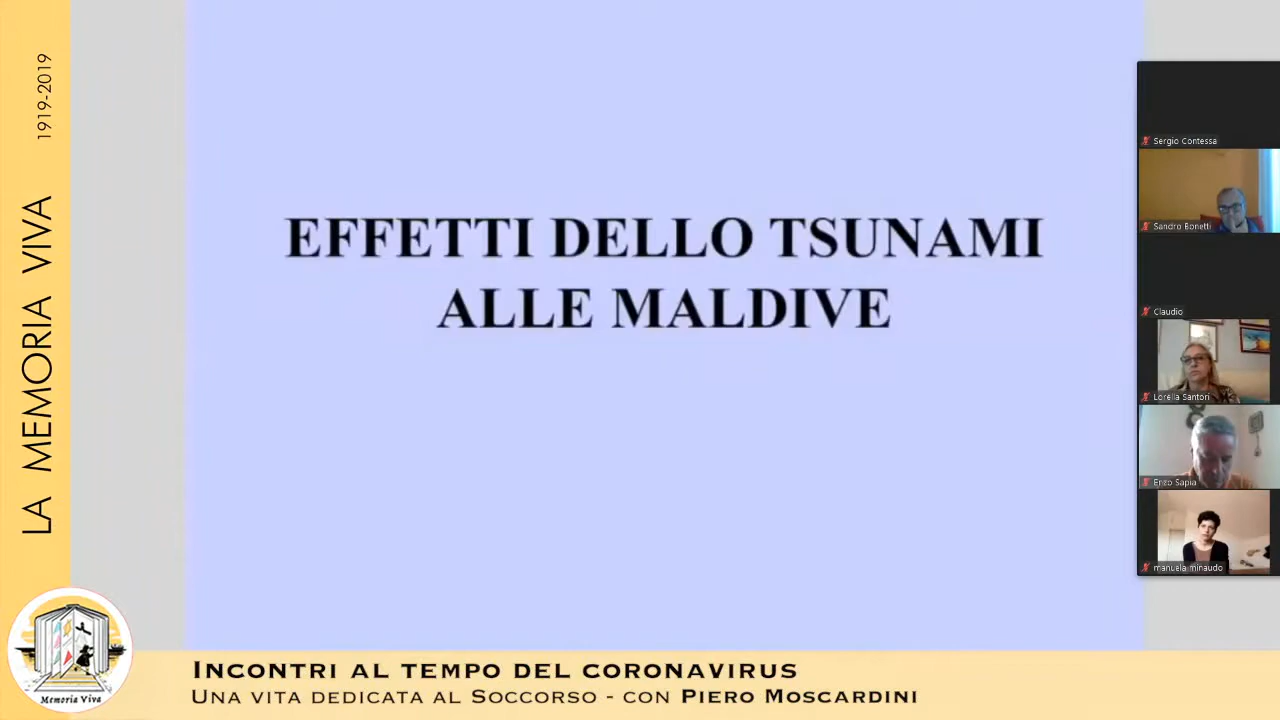 1919-2019
LA MEMORIA VIVA
EFFETTI DELLO TSUNAMI
ALLE MALDIVE
Sergio Contessa
Sandro Bonetti
Claudio
Lorella Santori
Enzo Sapia
manuela minaudo
Memoria Viva
INCONTRI AL TEMPO DEL CORONAVIRUS
UNA VITA DEDICATA AL SOCCORSO - CON PIERO MOSCARDINI